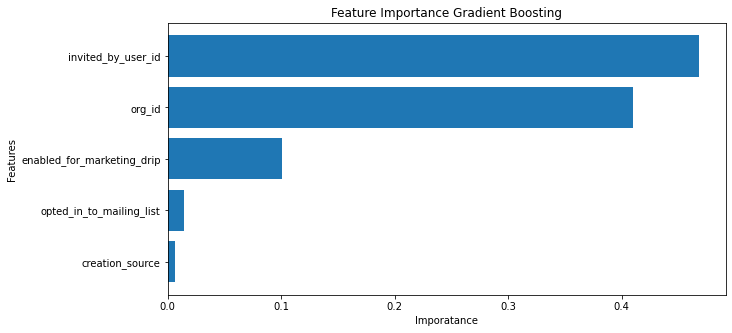 Feature Importance Gradient Boosting
Features
invited_by_user_id
org_id
enabled_for_marketing_drip
opted_in_to_mailing_list
creation_source
0.0 0.1 0.2 0.3 0.4
Imporatance